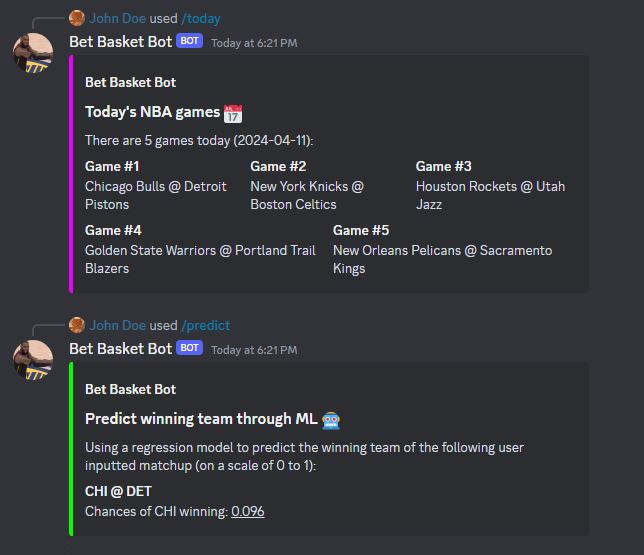 John Doe used /today
Bet Basket Bot BOT Today at 6:21 PM
Bet Basket Bot
Today's NBA games
JUL 17
There are 5 games today (2024-04-11):
Game #1 Game #2 Game #3
Chicago Bulls @ Detroit New York Knicks @ Houston Rockets @ Utah
Pistons Boston Celtics Jazz
Game #4 Game #5
Golden State Warriors @ Portland Trail New Orleans Pelicans @ Sacramento
Blazers Kings
John Doe used /predict
Bet Basket Bot BOT Today at 6:21 PM
Bet Basket Bot
Predict winning team through ML
Using a regression model to predict the winning team of the following user
inputted matchup (on a scale of 0 to 1):
CHI @ DET
Chances of CHI winning: 0.096